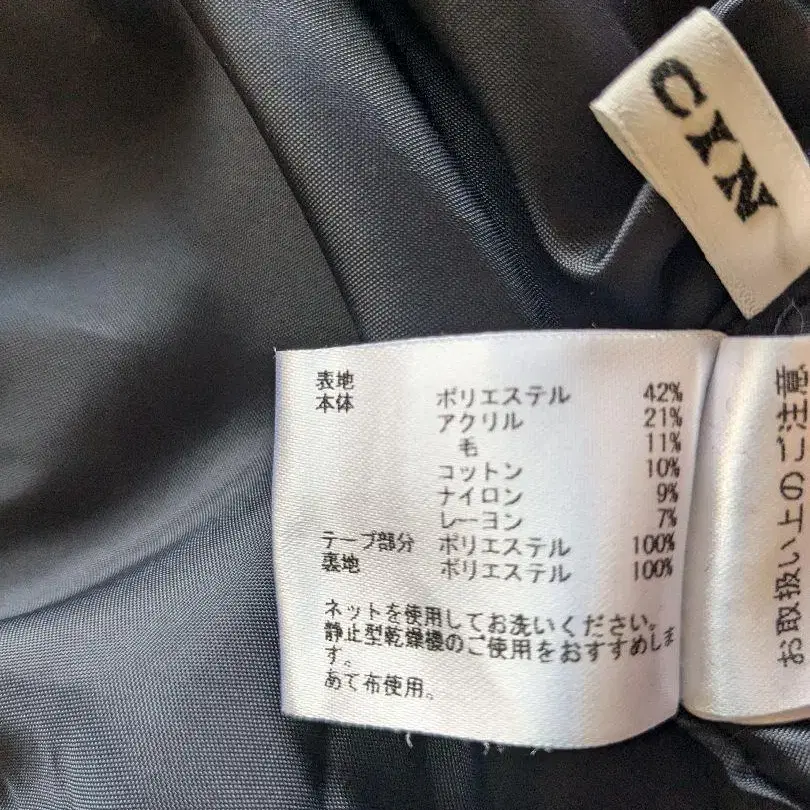 CIN
表地
本体 ポリエステル 42%
アクリル 21%
毛 11%
コットン 10%
ナイロン 9%
レーヨン 7%
テープ部分 ポリエステル 100%
裏地 ポリエステル 100%
ネットを使用してお洗いください。
静止型乾燥機のご使用をおすすめしま
す。
あて布使用。
お取扱い上のご注意